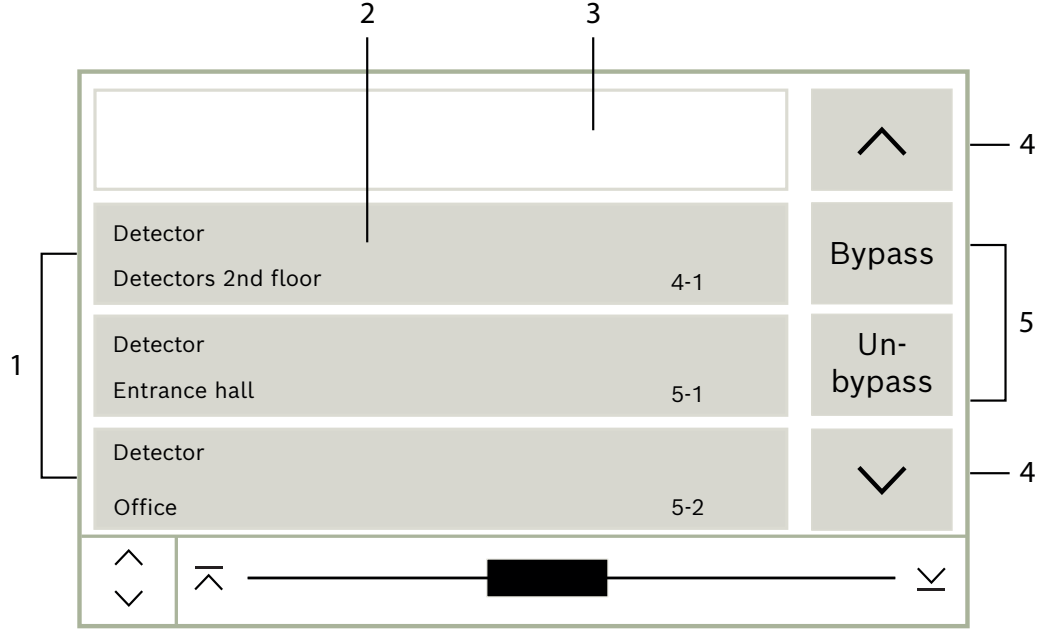 2
3
4
Detector
Detectors 2nd floor 4-1
Bypass
1
5
Detector
Entrance hall 5-1
Un-
bypass
Detector
Office 5-2
4